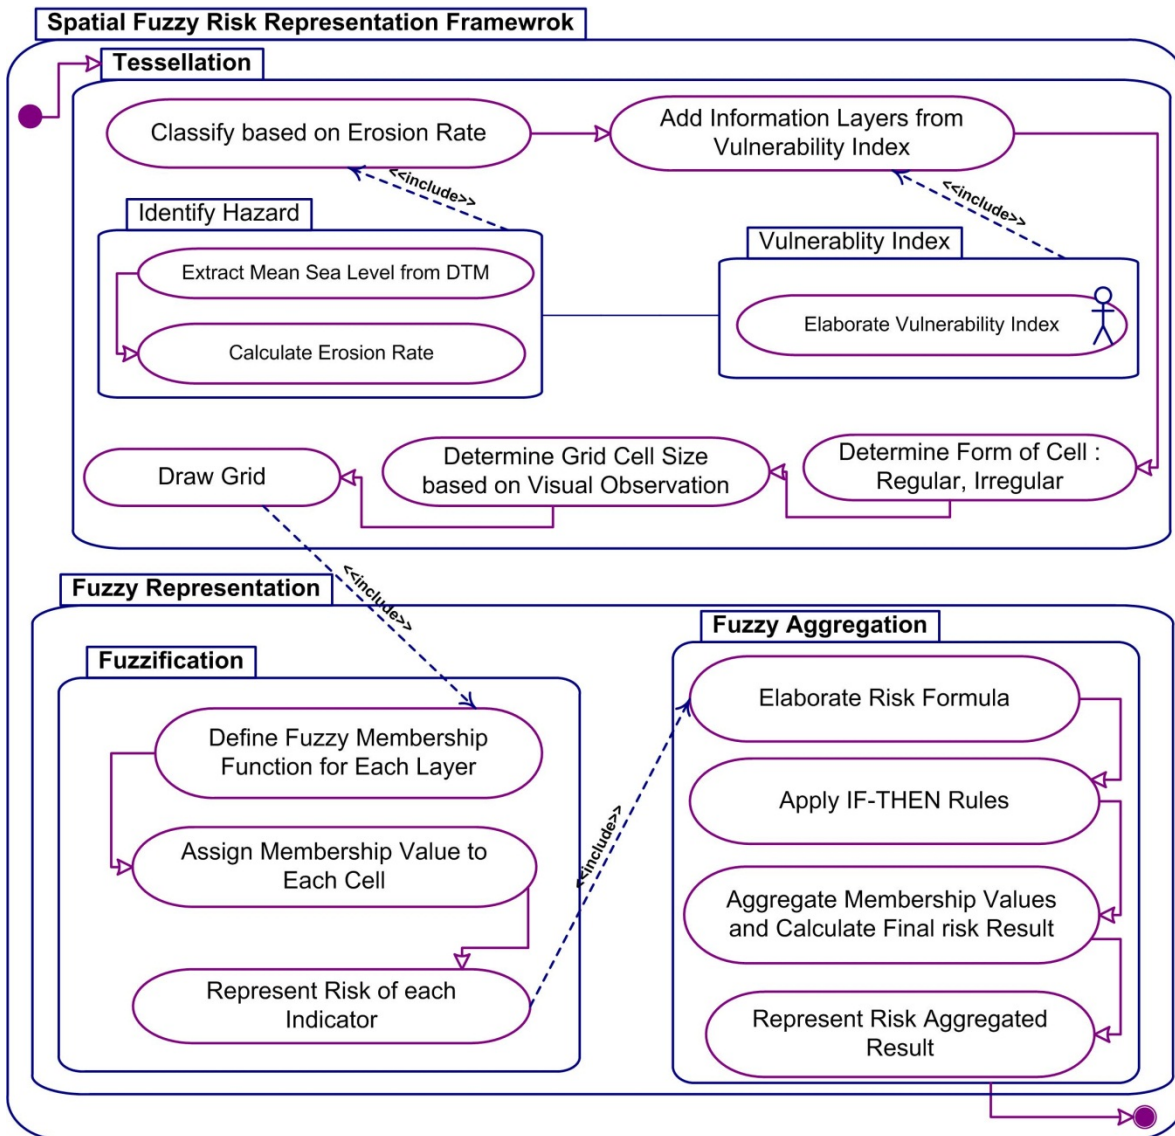 Spatial Fuzzy Risk Representation Framewrok
Tessellation
Classify based on Erosion Rate
Add Information Layers from
Vulnerability Index
<<include>>
<<include>>
Identify Hazard
Extract Mean Sea Level from DTM
Calculate Erosion Rate
Vulnerablity Index
Elaborate Vulnerability Index
Draw Grid
Determine Grid Cell Size
based on Visual Observation
Determine Form of Cell :
Regular, Irregular
<<include>>
Fuzzy Representation
Fuzzification
Define Fuzzy Membership
Function for Each Layer
Assign Membership Value to
Each Cell
Represent Risk of each
Indicator
<<include>>
Fuzzy Aggregation
Elaborate Risk Formula
Apply IF-THEN Rules
Aggregate Membership Values
and Calculate Final risk Result
Represent Risk Aggregated
Result